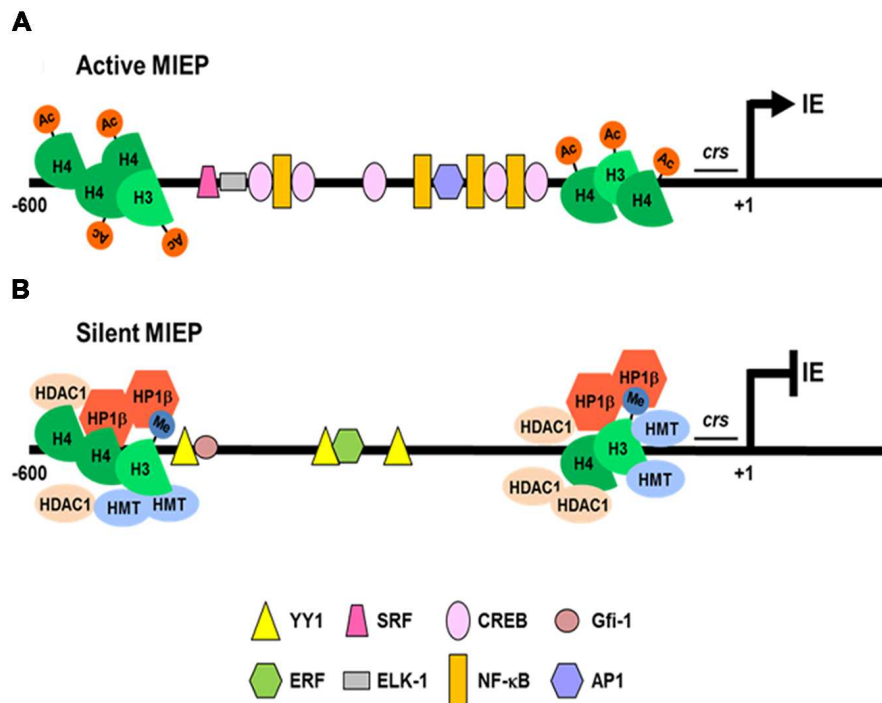 A
Active MIEP
Ac Ac Ac Ac Ac
H4 H4 H3 IE
H4 H3 H4 H4 crs
-600 Ac Ac +1
B
Silent MIEP
HP1β HP1β IE
HDAC1 HP1β HP1β
Me Me
H4 HDAC1 HMT crs
H4 H3 H3
-600 H3 H4 HMT +1
HDAC1 HMT HMT HDAC1 HDAC1
YY1 SRF CREB Gfi-1
ERF ELK-1 NF-κB AP1